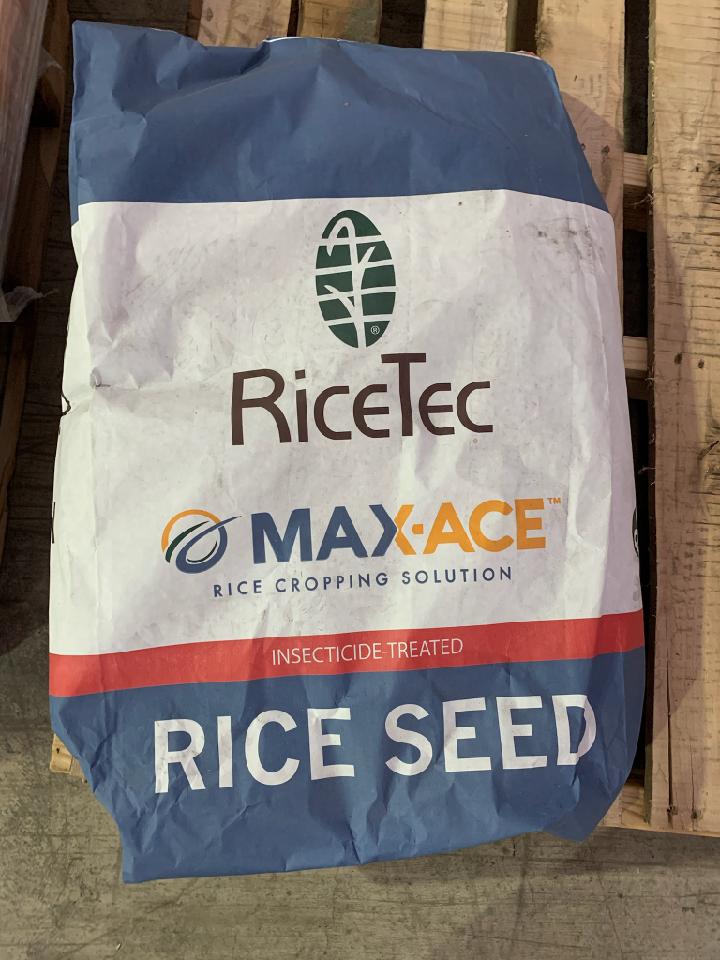 ®
RiceTec
MAX-ACE™
RICE CROPPING SOLUTION
INSECTICIDE-TREATED
RICE SEED